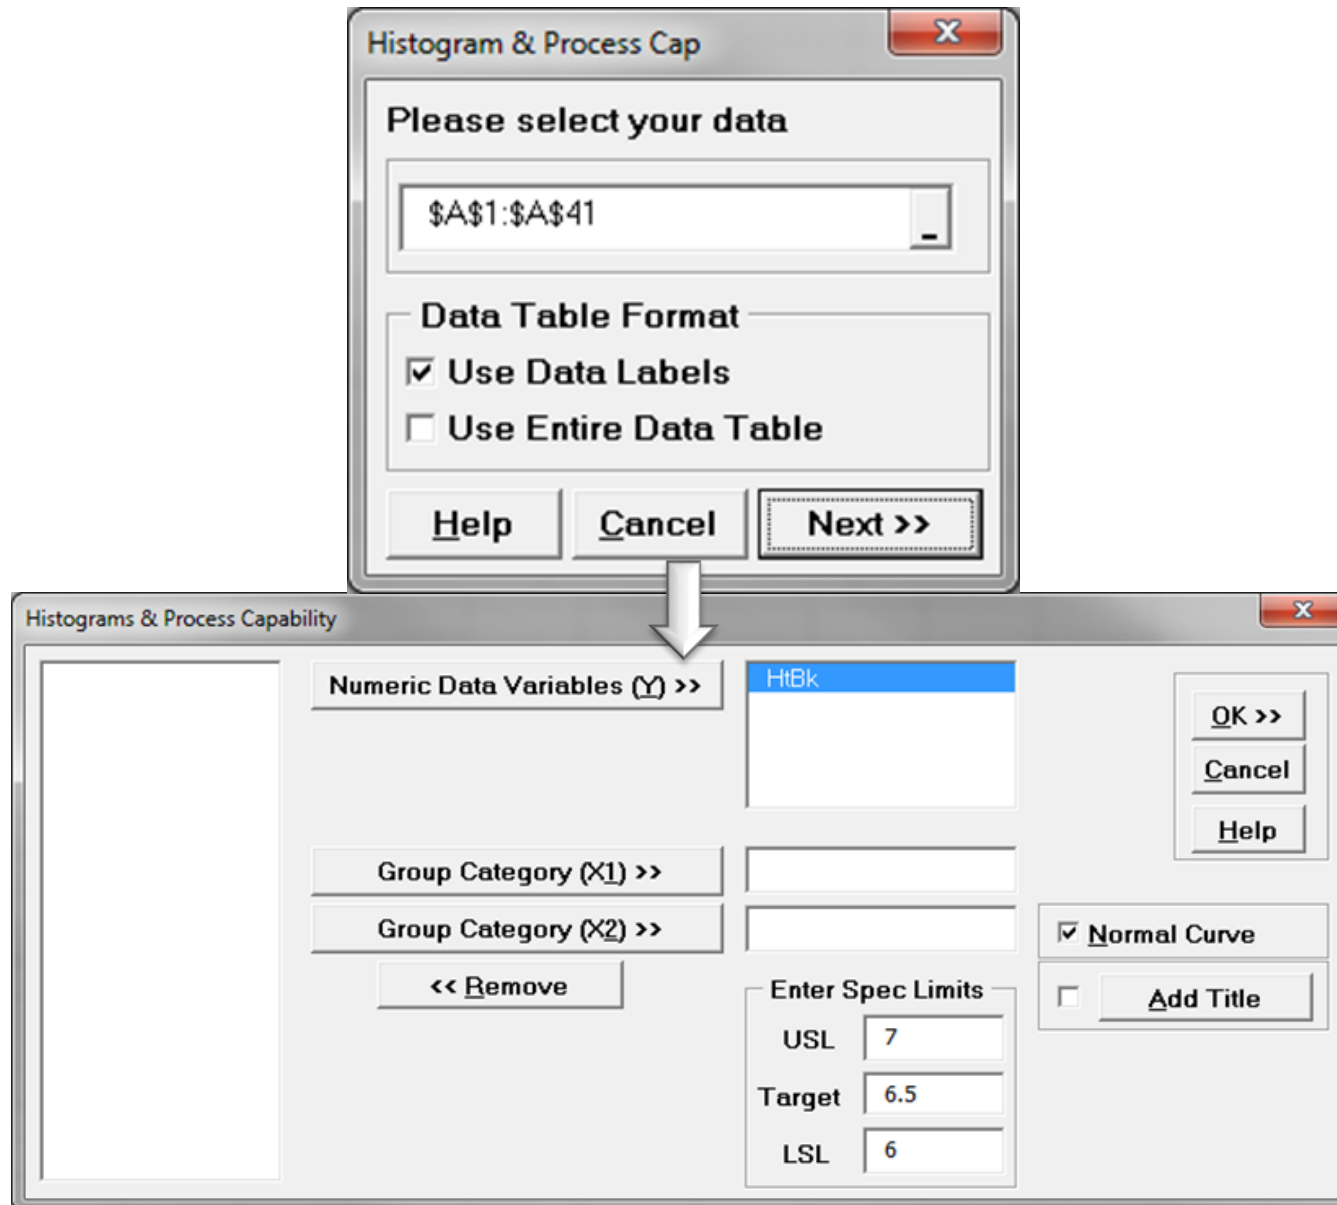 Histogram & Process Cap
x
Please select your data
$A$1:$A$41
Data Table Format
Use Data Labels
Use Entire Data Table
Help Cancel Next >>
Histograms & Process Capability
x
Numeric Data Variables (Y) >> HtBk
OK >>
Cancel
Help
Group Category (X1) >>
Group Category (X2) >>
Normal Curve
<< Remove
Enter Spec Limits
Add Title
USL 7
Target 6.5
LSL 6